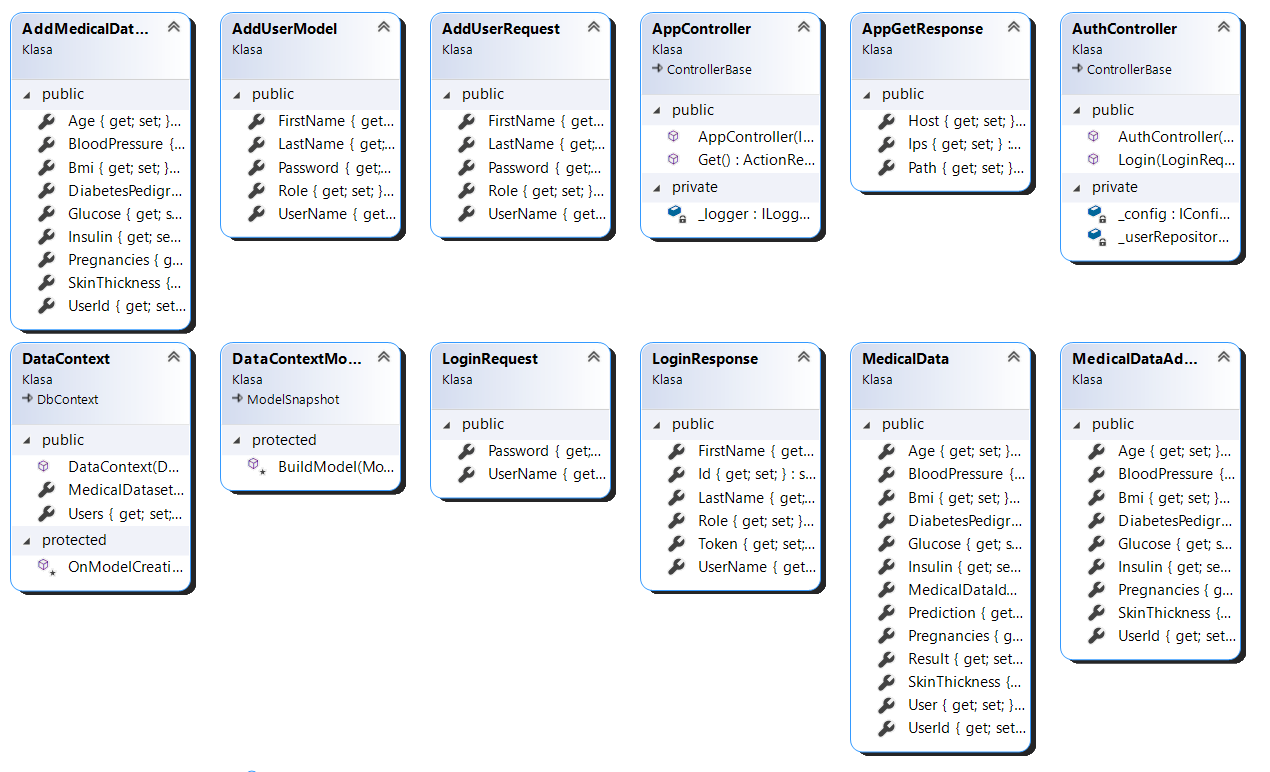 AddMedicalDat...
Klasa
public
Age { get; set; }...
BloodPressure {...
Bmi { get; set; }...
DiabetesPedigr...
Glucose { get; s...
Insulin { get; se...
Pregnancies { g...
SkinThickness {...
UserId { get; set...
AddUserModel
Klasa
public
FirstName { get...
LastName { get;...
Password { get;...
Role { get; set; }...
UserName { get...
AddUserRequest
Klasa
public
FirstName { get...
LastName { get;...
Password { get;...
Role { get; set; }...
UserName { get...
AppController
Klasa
ControllerBase
public
AppController(I...
Get() : ActionRe...
private
_logger : ILogg...
AppGetResponse
Klasa
public
Host { get; set; }...
Ips { get; set; } :...
Path { get; set; }...
AuthController
Klasa
ControllerBase
public
AuthController(...
Login(LoginReq...
private
_config : IConfi...
_userRepositor...
DataContext
Klasa
DbContext
public
DataContext(D...
MedicalDataset...
Users { get; set;...
protected
OnModelCreati...
DataContextMo...
Klasa
ModelSnapshot
protected
BuildModel(Mo...
LoginRequest
Klasa
public
Password { get;...
UserName { get...
LoginResponse
Klasa
public
FirstName { get...
Id { get; set; } : s...
LastName { get;...
Role { get; set; }...
Token { get; set;...
UserName { get...
MedicalData
Klasa
public
Age { get; set; }...
BloodPressure {...
Bmi { get; set; }...
DiabetesPedigr...
Glucose { get; s...
Insulin { get; se...
MedicalDataId...
Prediction { get...
Pregnancies { g...
Result { get; set...
SkinThickness {...
User { get; set; }...
UserId { get; set...
MedicalDataAd...
Klasa
public
Age { get; set; }...
BloodPressure {...
Bmi { get; set; }...
DiabetesPedigr...
Glucose { get; s...
Insulin { get; se...
Pregnancies { g...
SkinThickness {...
UserId { get; set...